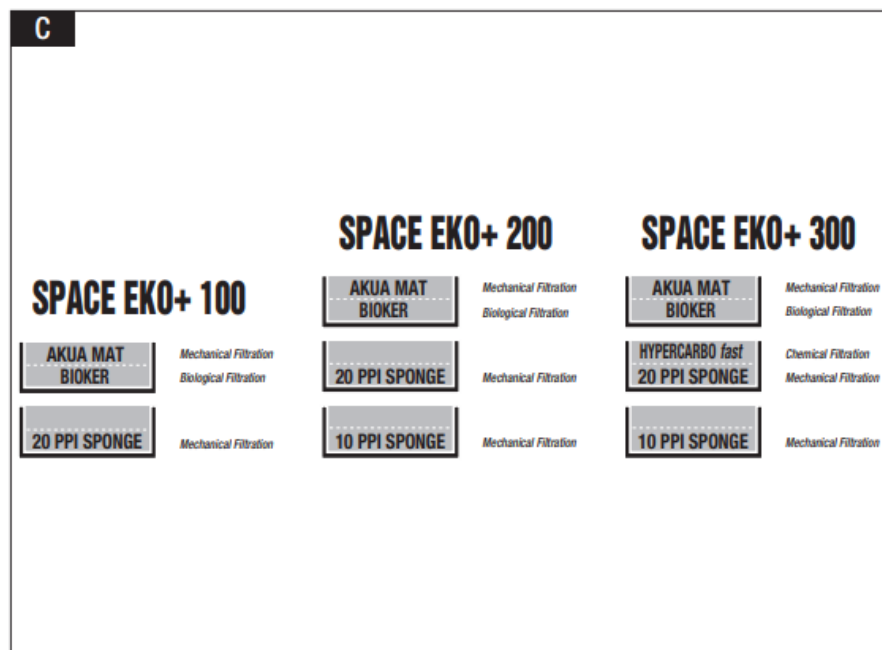 C
SPACE EKO+ 100
AKUA MAT Mechanical Filtration
BIOKER Biological Filtration
20 PPI SPONGE Mechanical Filtration
SPACE EKO+ 200
AKUA MAT Mechanical Filtration
BIOKER Biological Filtration
20 PPI SPONGE Mechanical Filtration
10 PPI SPONGE Mechanical Filtration
SPACE EKO+ 300
AKUA MAT Mechanical Filtration
BIOKER Biological Filtration
HYPERCARBO fast Chemical Filtration
20 PPI SPONGE Mechanical Filtration
10 PPI SPONGE Mechanical Filtration